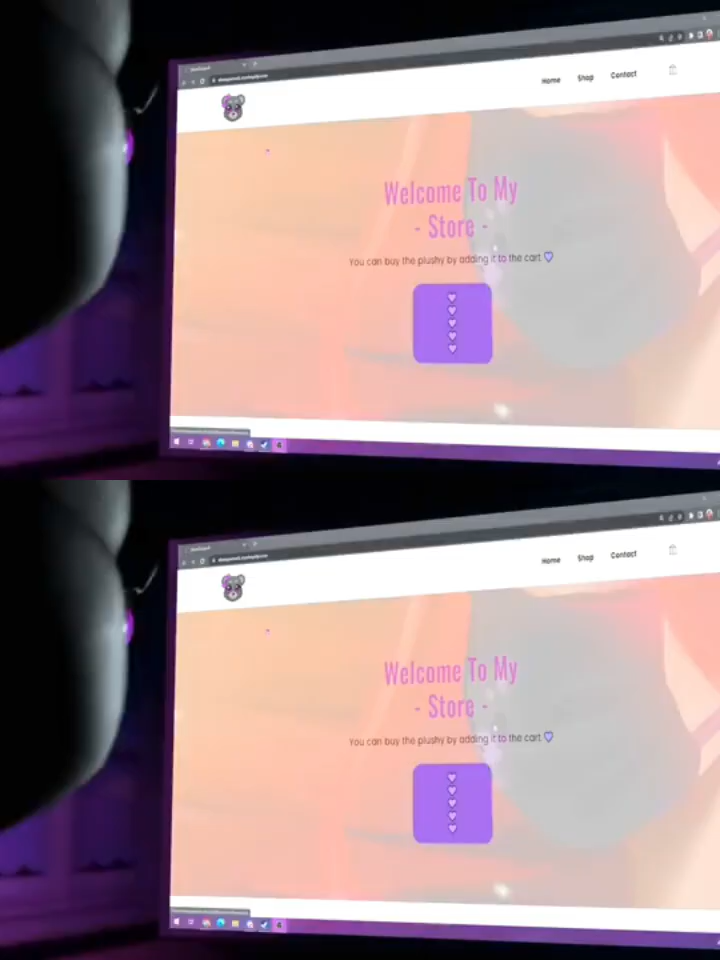 Home Shop Contact
Welcome To My
- Store -
You can buy the plushy by adding it to the cart 💜
Home Shop Contact
Welcome To My
- Store -
You can buy the plushy by adding it to the cart 💜